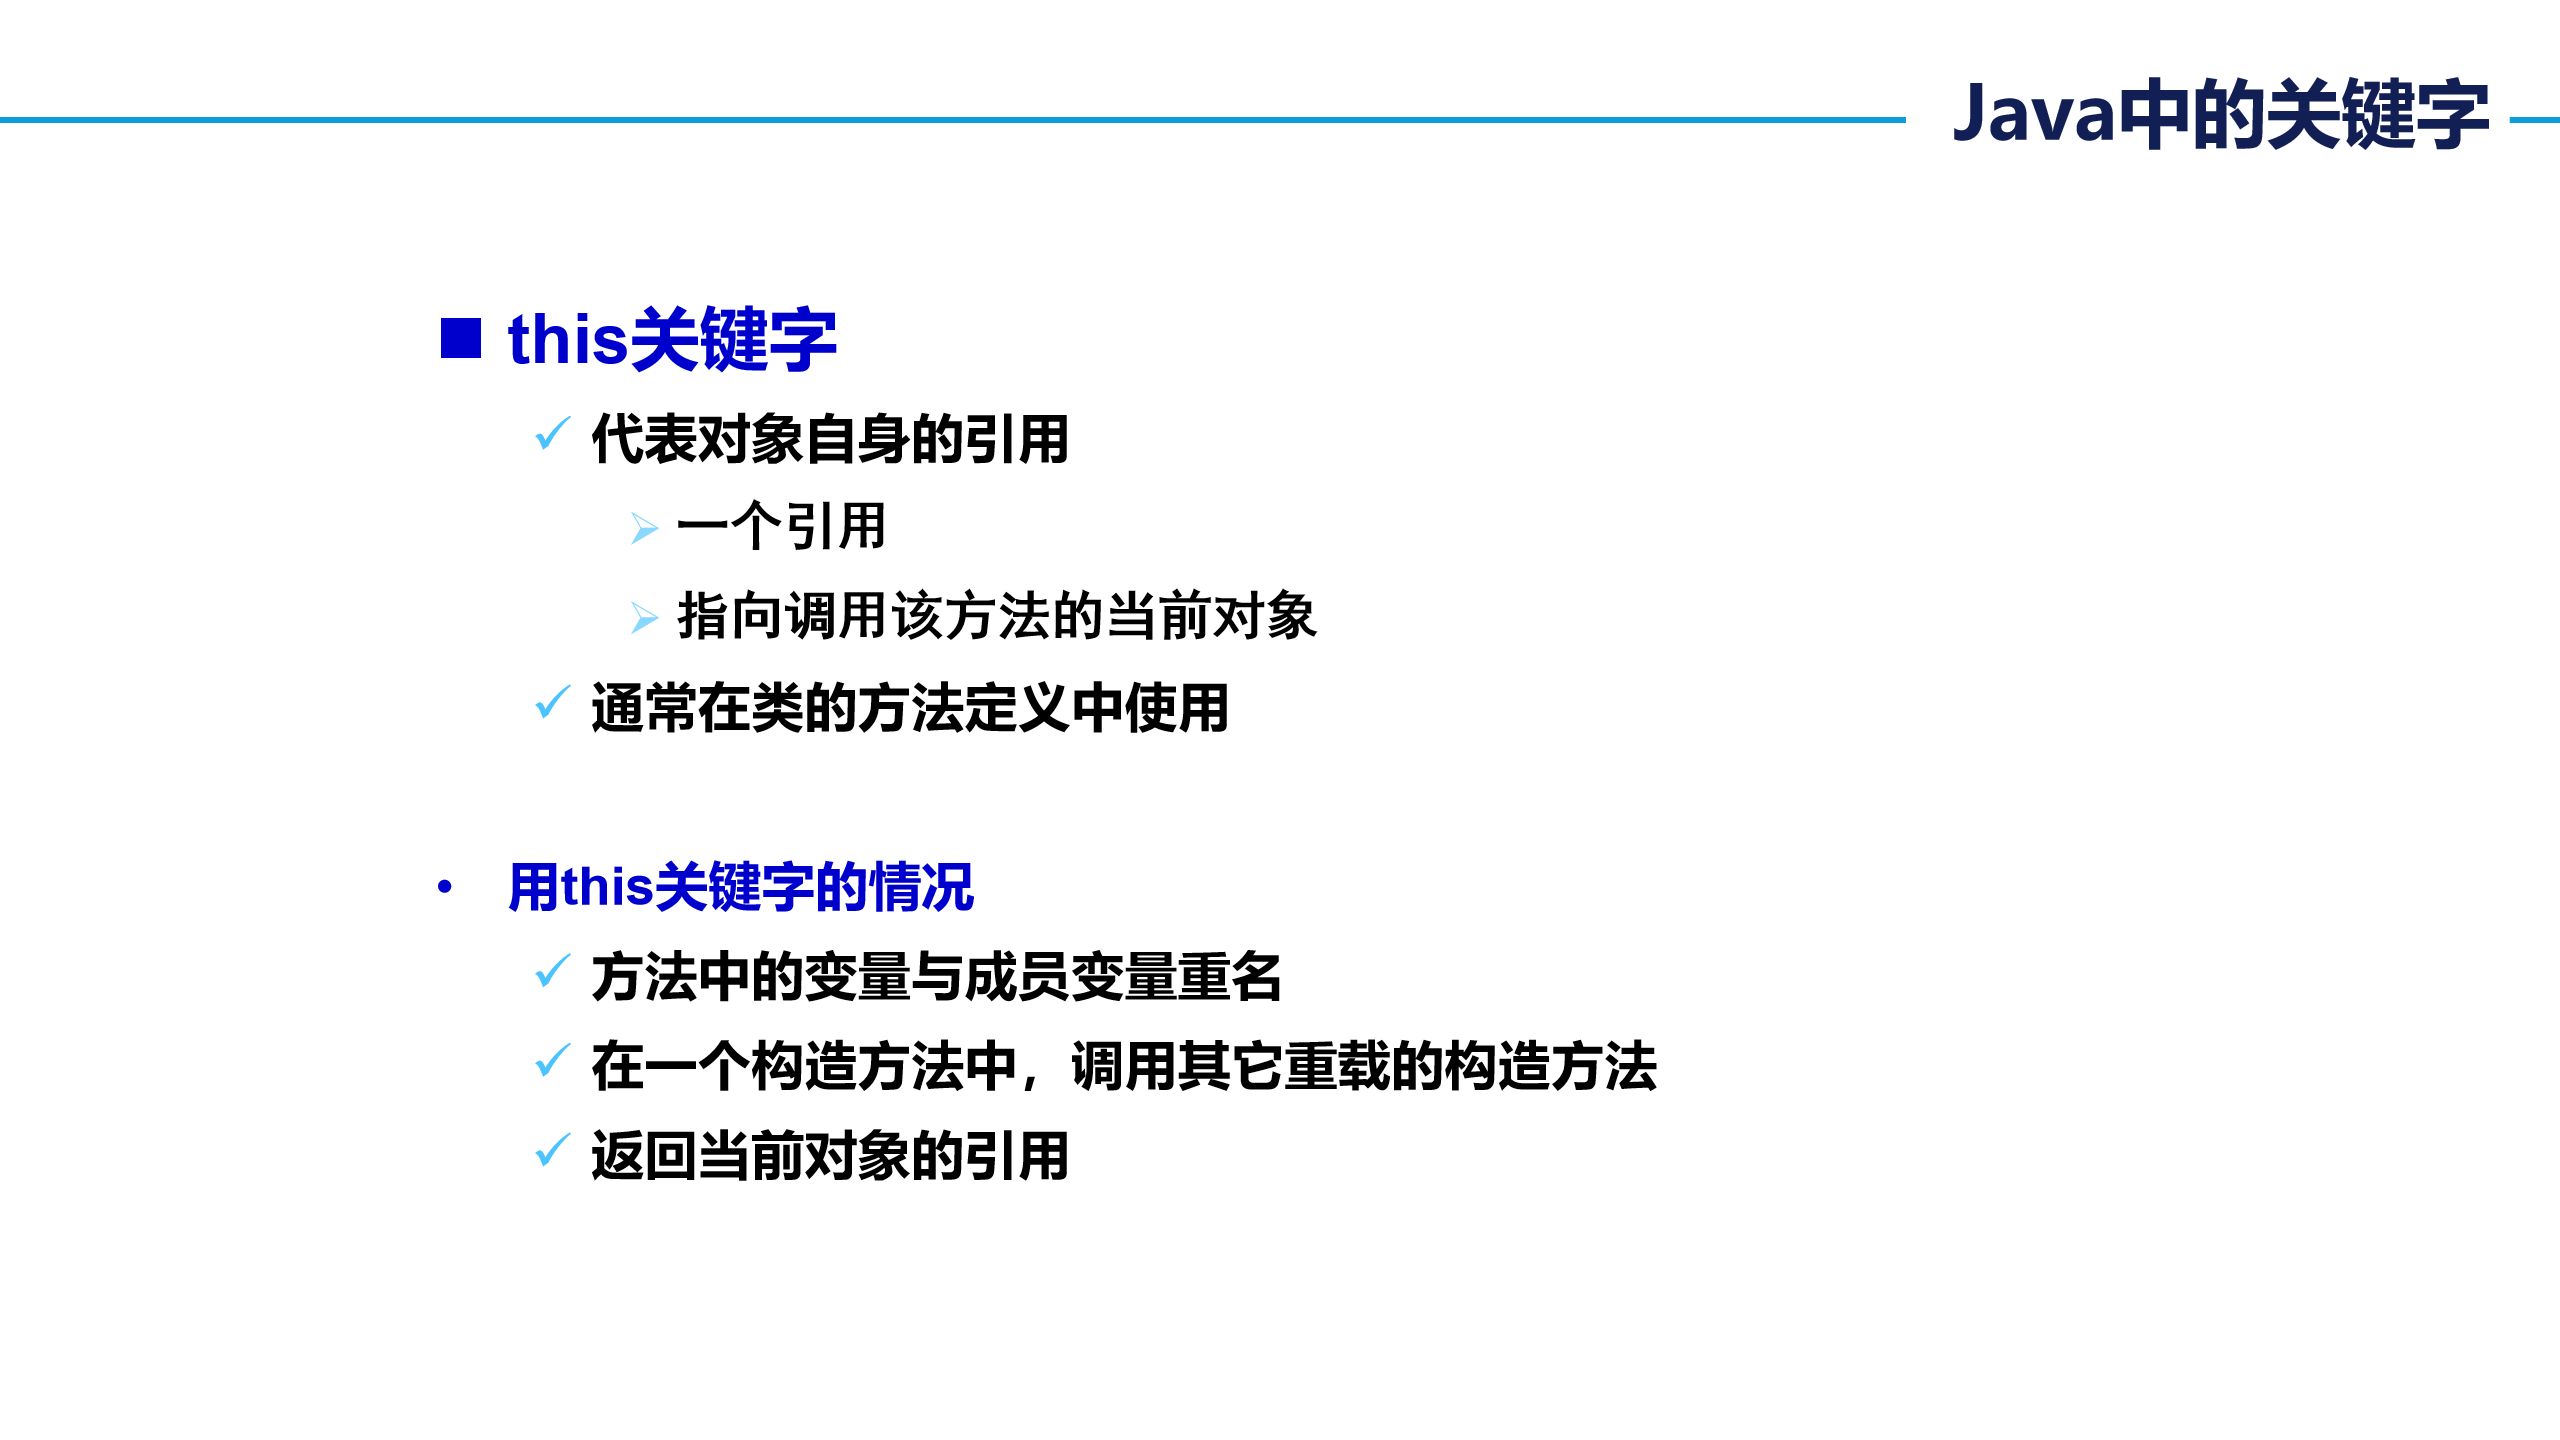 Java中的关键字
this关键字
代表对象自身的引用
一个引用
指向调用该方法的当前对象
通常在类的方法定义中使用
用this关键字的情况
方法中的变量与成员变量重名
在一个构造方法中，调用其它重载的构造方法
返回当前对象的引用